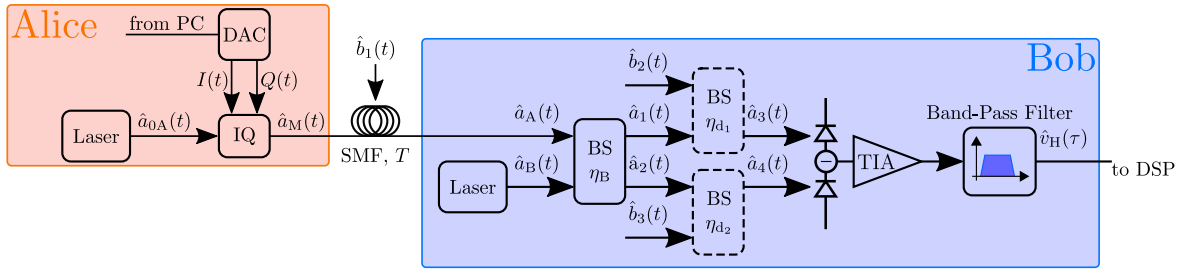 Alice
from PC
DAC
I(t)
Q(t)
Laser
â₀A(t)
IQ
âM(t)
b̂₁(t)
SMF, T
Bob
âA(t)
âB(t)
Laser
BS
ηB
â₁(t)
â₂(t)
b̂₂(t)
b̂₃(t)
BS
ηd₁
BS
ηd₂
â₃(t)
â₄(t)
−
TIA
Band-Pass Filter
v̂H(τ)
to DSP